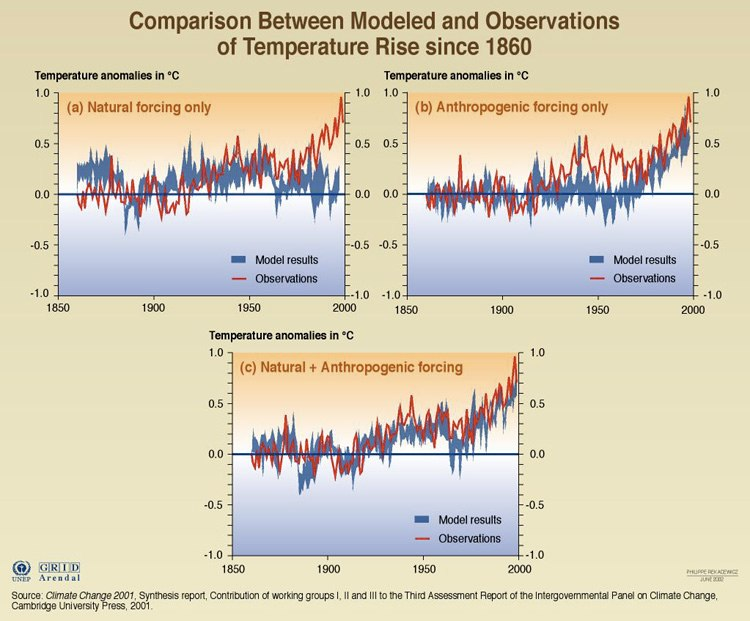 Comparison Between Modeled and Observations
of Temperature Rise since 1860
Temperature anomalies in °C
Temperature anomalies in °C
1.0
1.0
1.0
1.0
(a) Natural forcing only
(b) Anthropogenic forcing only
0.5
0.5
0.5
0.5
0.0
0.0
0.0
0.0
-0.5
-0.5
-0.5
-0.5
Model results
Model results
Observations
Observations
-1.0
-1.0
-1.0
-1.0
1850
1900
1950
2000
1850
1900
1950
2000
Temperature anomalies in °C
1.0
1.0
(c) Natural + Anthropogenic forcing
0.5
0.5
0.0
0.0
-0.5
-0.5
Model results
Observations
-1.0
-1.0
1850
1900
1950
2000
UNEP
GRID
Arendal
PHILIPPE REKACEWICZ
JUNE 2002
Source: Climate Change 2001, Synthesis report, Contribution of working groups I, II and III to the Third Assessment Report of the Intergovernmental Panel on Climate Change,
Cambridge University Press, 2001.